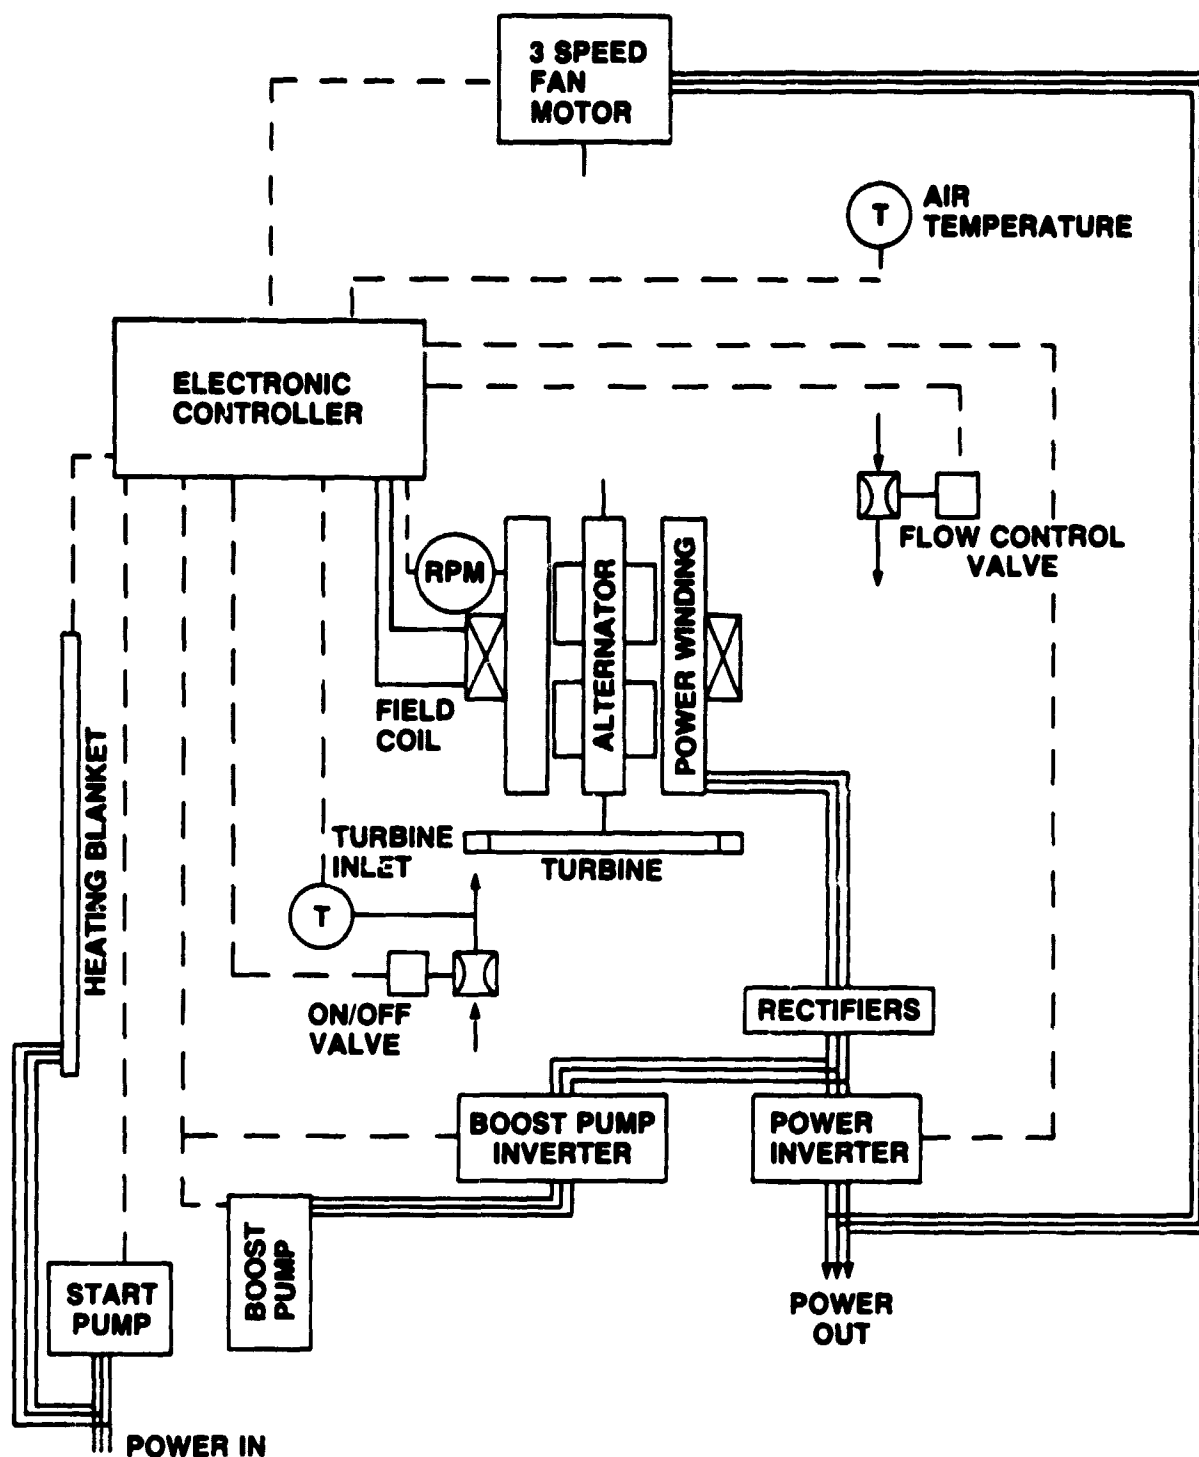 3 SPEED
FAN
MOTOR
T
AIR
TEMPERATURE
ELECTRONIC
CONTROLLER
FLOW CONTROL
VALVE
RPM
ALTERNATOR
POWER WINDING
FIELD
COIL
HEATING BLANKET
TURBINE
INLET
TURBINE
T
ON/OFF
VALVE
RECTIFIERS
BOOST PUMP
INVERTER
POWER
INVERTER
BOOST
PUMP
START
PUMP
POWER
OUT
POWER IN